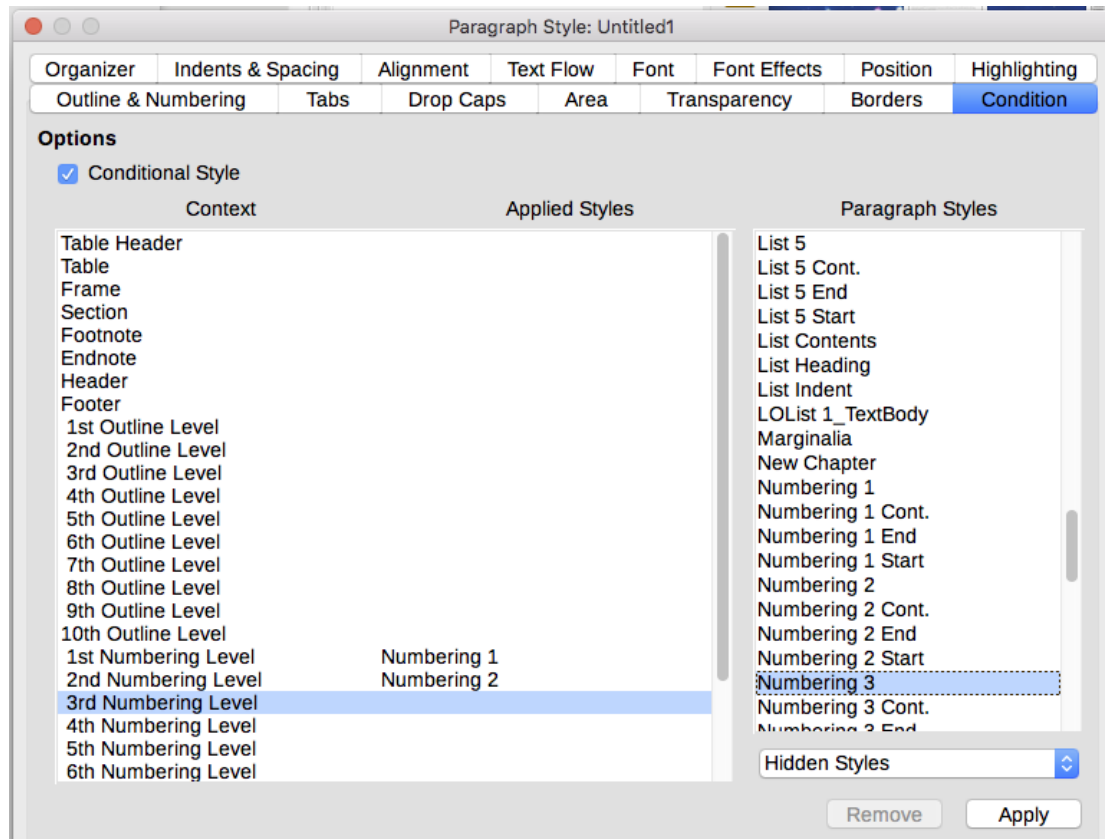 Paragraph Style: Untitled1
Organizer Indents & Spacing Alignment Text Flow Font Font Effects Position Highlighting
Outline & Numbering Tabs Drop Caps Area Transparency Borders Condition
Options
Conditional Style
Context Applied Styles
Table Header
Table
Frame
Section
Footnote
Endnote
Header
Footer
1st Outline Level
2nd Outline Level
3rd Outline Level
4th Outline Level
5th Outline Level
6th Outline Level
7th Outline Level
8th Outline Level
9th Outline Level
10th Outline Level
1st Numbering Level Numbering 1
2nd Numbering Level Numbering 2
3rd Numbering Level
4th Numbering Level
5th Numbering Level
6th Numbering Level
Paragraph Styles
List 5
List 5 Cont.
List 5 End
List 5 Start
List Contents
List Heading
List Indent
LOList 1_TextBody
Marginalia
New Chapter
Numbering 1
Numbering 1 Cont.
Numbering 1 End
Numbering 1 Start
Numbering 2
Numbering 2 Cont.
Numbering 2 End
Numbering 2 Start
Numbering 3
Numbering 3 Cont.
Numbering 3 End
Hidden Styles
Remove Apply